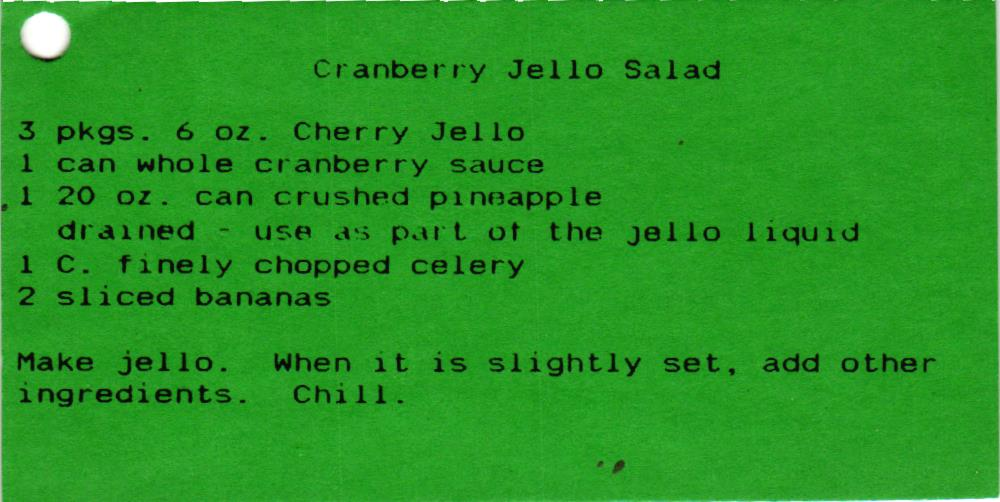 Cranberry Jello Salad
3 pkgs. 6 oz. Cherry Jello
1 can whole cranberry sauce
1 20 oz. can crushed pineapple
drained - use as part of the jello liquid
1 C. finely chopped celery
2 sliced bananas
Make jello. When it is slightly set, add other
ingredients. Chill.